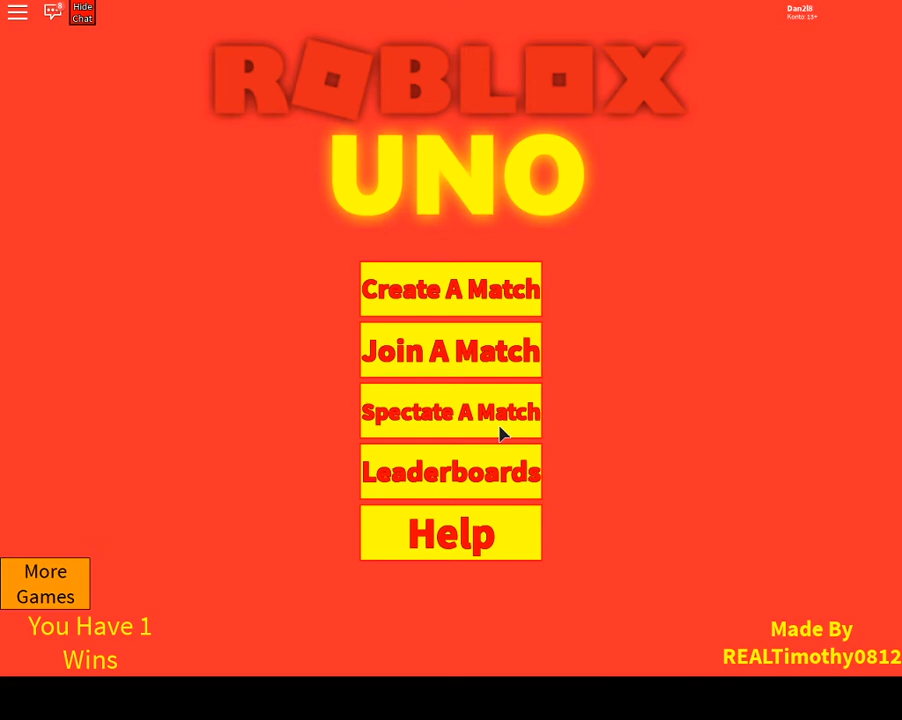 8
Hide
Chat
Dan2l8
Konto: 13+
ROBLOX
UNO
Create A Match
Join A Match
Spectate A Match
Leaderboards
Help
More
Games
You Have 1
Wins
Made By
REALTimothy0812